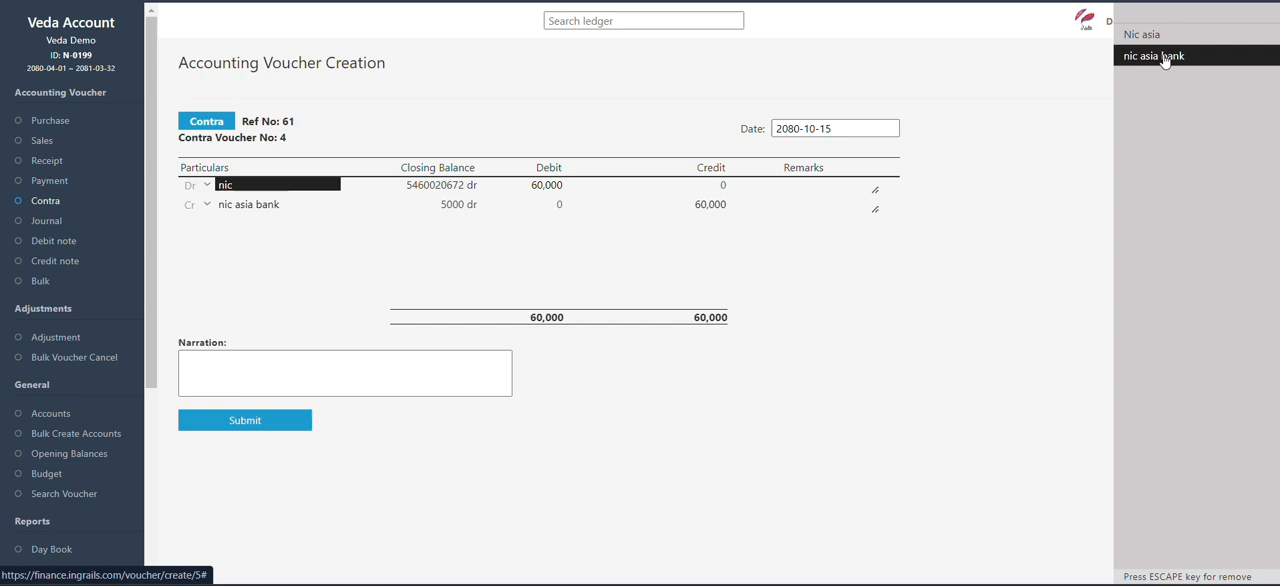 Veda Account
Veda Demo
ID: N-0199
2080-04-01 ~ 2081-03-32
Accounting Voucher
Purchase
Sales
Receipt
Payment
Contra
Journal
Debit note
Credit note
Bulk
Adjustments
Adjustment
Bulk Voucher Cancel
General
Accounts
Bulk Create Accounts
Opening Balances
Budget
Search Voucher
Reports
Day Book
https://finance.ingrails.com/voucher/create/5#
Search ledger
Veda
D
Accounting Voucher Creation
Contra Ref No: 61
Contra Voucher No: 4
Date: 2080-10-15
Particulars Closing Balance Debit Credit Remarks
Dr nic 5460020672 dr 60,000 0
Cr nic asia bank 5000 dr 0 60,000
60,000 60,000
Narration:
Submit
Nic asia
nic asia bank
Press ESCAPE key for remove